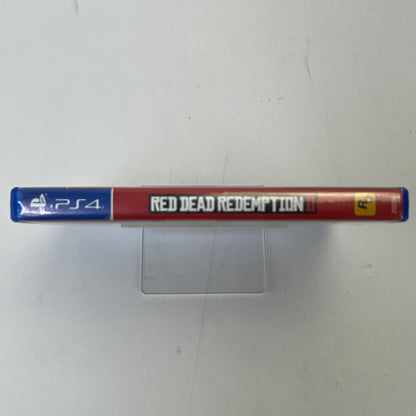 PS4 RED DEAD REDEMPTION II R★